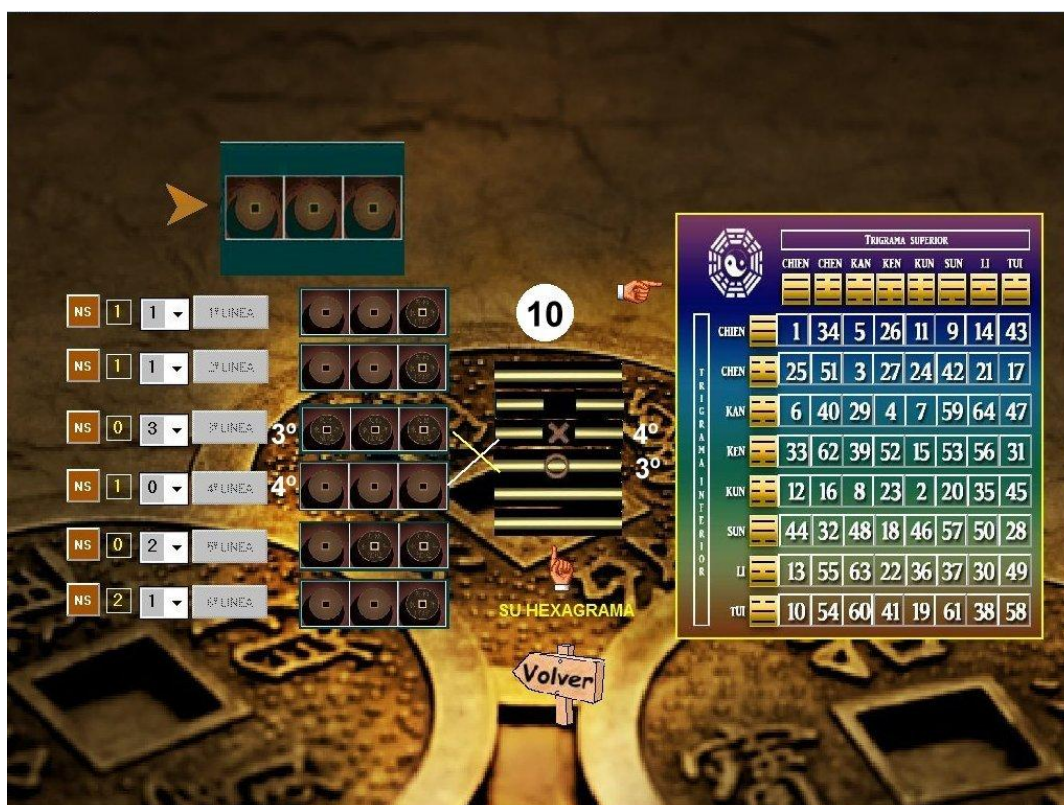 TRIGRAMA SUPERIOR
CHIEN CHEN KAN KEN KUN SUN LI TUI
NS 1 1 1ª LINEA
10
CHIEN 1 34 5 26 11 9 14 43
NS 1 1 2ª LINEA
CHEN 25 51 3 27 24 42 21 17
TRIGRAMA INTERIOR
KAN 6 40 29 4 7 59 64 47
NS 0 3 3ª LINEA 3º 4º
KEN 33 62 39 52 15 53 56 31
3º
NS 1 0 4ª LINEA 4º
KUN 12 16 8 23 2 20 35 45
SUN 44 32 48 18 46 57 50 28
NS 0 2 5ª LINEA
LI 13 55 63 22 36 37 30 49
NS 2 1 6ª LINEA
SU HEXAGRAMA
TUI 10 54 60 41 19 61 38 58
Volver